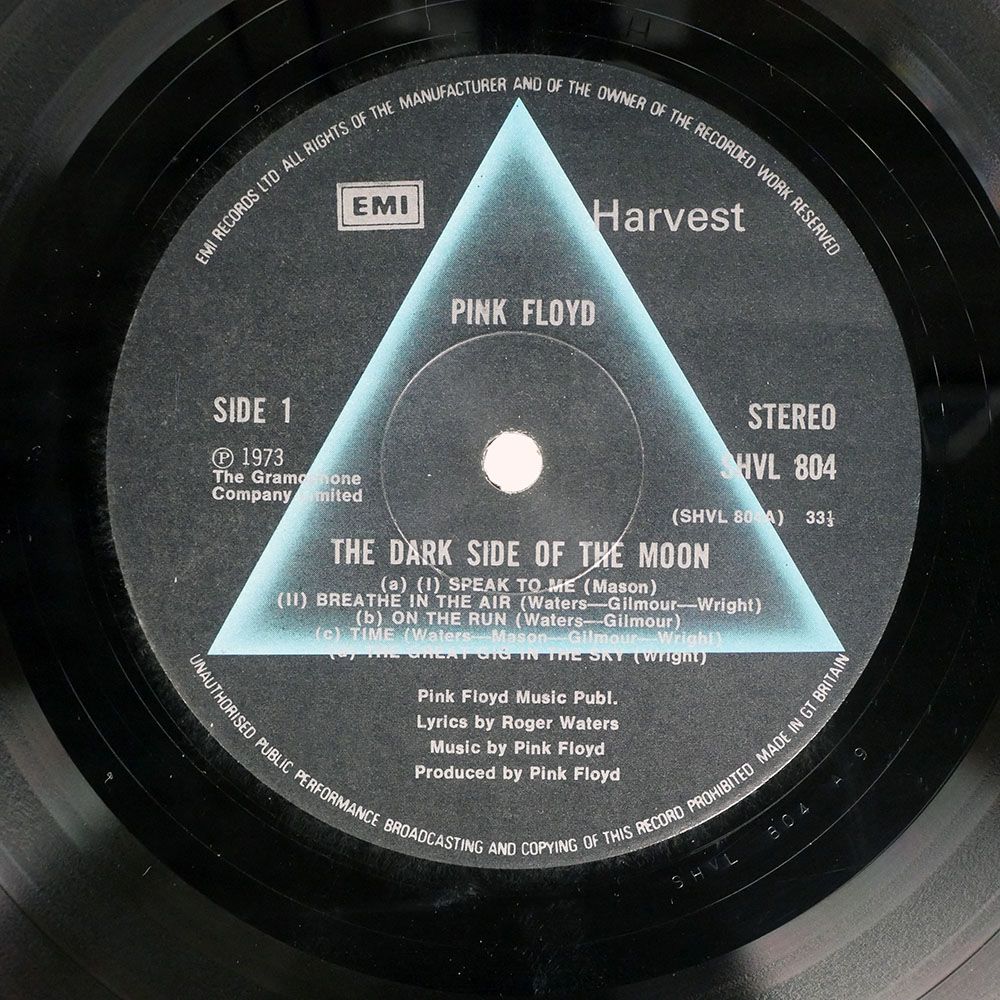 EMI RECORDS LTD ALL RIGHTS OF THE MANUFACTURER AND OF THE OWNER OF THE RECORDED WORK RESERVED
EMI
Harvest
PINK FLOYD
SIDE 1
STEREO
℗ 1973
SHVL 804
The Gramophone
Company Limited
(SHVL 804A) 33⅓
THE DARK SIDE OF THE MOON
(a) (I) SPEAK TO ME (Mason)
(II) BREATHE IN THE AIR (Waters—Gilmour—Wright)
(b) ON THE RUN (Waters—Gilmour)
(c) TIME (Waters—Mason—Gilmour—Wright)
(d) THE GREAT GIG IN THE SKY (Wright)
Pink Floyd Music Publ.
Lyrics by Roger Waters
Music by Pink Floyd
Produced by Pink Floyd
UNAUTHORISED PUBLIC PERFORMANCE BROADCASTING AND COPYING OF THIS RECORD PROHIBITED MADE IN GT BRITAIN
SHVL 804